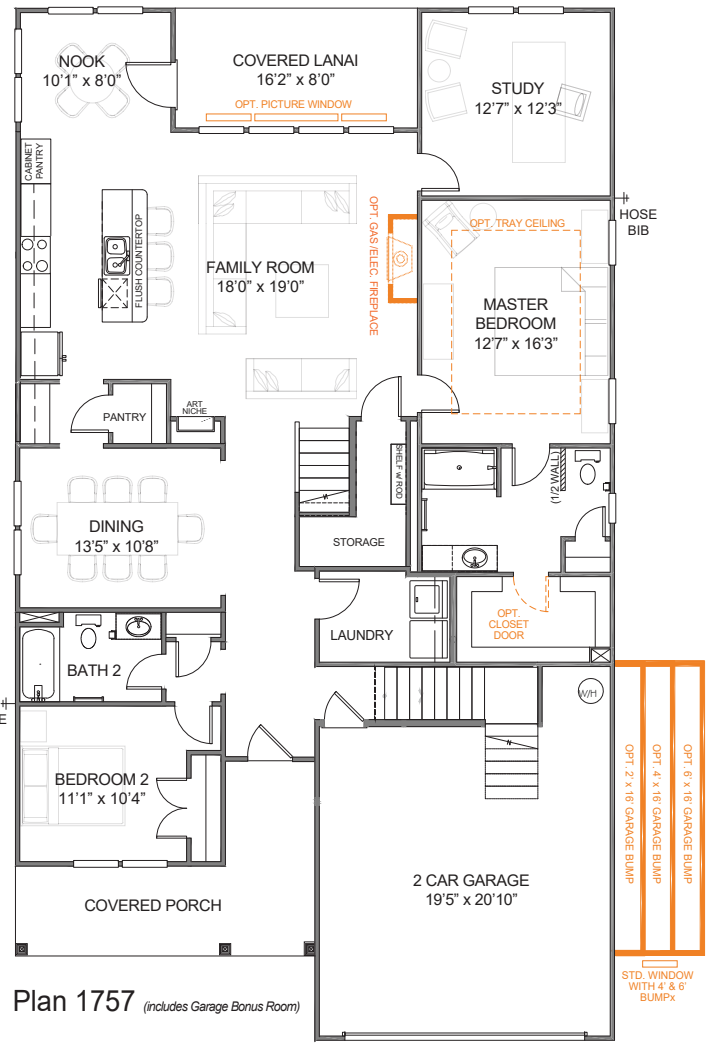 NOOK
10'1" x 8'0"
COVERED LANAI
16'2" x 8'0"
OPT. PICTURE WINDOW
STUDY
12'7" x 12'3"
CABINET
PANTRY
FLUSH COUNTERTOP
FAMILY ROOM
18'0" x 19'0"
OPT. GAS /ELEC. FIREPLACE
HOSE
BIB
OPT. TRAY CEILING
MASTER
BEDROOM
12'7" x 16'3"
PANTRY
ART
NICHE
SHELF w ROD
STORAGE
(1/2 WALL)
DINING
13'5" x 10'8"
OPT.
CLOSET
DOOR
LAUNDRY
BATH 2
E
W/H
BEDROOM 2
11'1" x 10'4"
OPT. 2' x 16' GARAGE BUMP
OPT. 4' x 16' GARAGE BUMP
OPT. 6' x 16' GARAGE BUMP
2 CAR GARAGE
19'5" x 20'10"
COVERED PORCH
STD. WINDOW
WITH 4' & 6'
BUMPx
Plan 1757 (includes Garage Bonus Room)